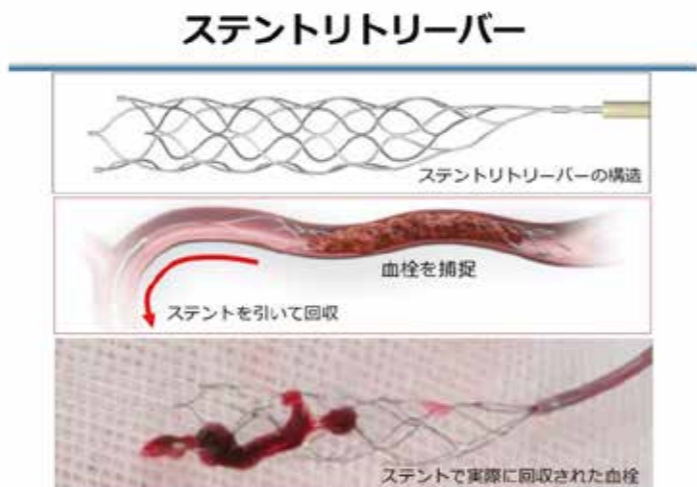 ステントリトリーバー
ステントリトリーバーの構造
血栓を捕捉
ステントを引いて回収
ステントで実際に回収された血栓